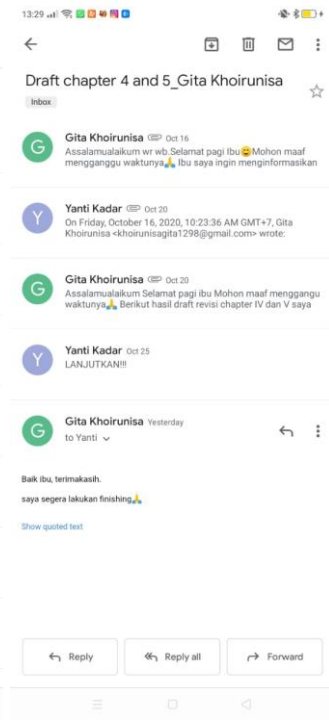 13:29
Draft chapter 4 and 5_Gita Khoirunisa
Inbox
G
Gita Khoirunisa Oct 16
Assalamualaikum wr wb.Selamat pagi Ibu😄Mohon maaf
mengganggu waktunya🙏 Ibu saya ingin menginformasikan
Y
Yanti Kadar Oct 20
On Friday, October 16, 2020, 10:23:36 AM GMT+7, Gita
Khoirunisa <khoirunisagita1298@gmail.com> wrote:
G
Gita Khoirunisa Oct 20
Assalamualaikum Selamat pagi ibu Mohon maaf menggangu
waktunya🙏 Berikut hasil draft revisi chapter IV dan V saya
Y
Yanti Kadar Oct 25
LANJUTKAN!!!
G
Gita Khoirunisa Yesterday
to Yanti
Baik ibu, terimakasih.
saya segera lakukan finishing🙏
Show quoted text
Reply
Reply all
Forward